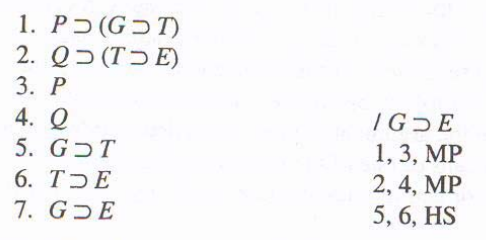 1. P ⊃ (G ⊃ T)
2. Q ⊃ (T ⊃ E)
3. P
4. Q / G ⊃ E
5. G ⊃ T 1, 3, MP
6. T ⊃ E 2, 4, MP
7. G ⊃ E 5, 6, HS